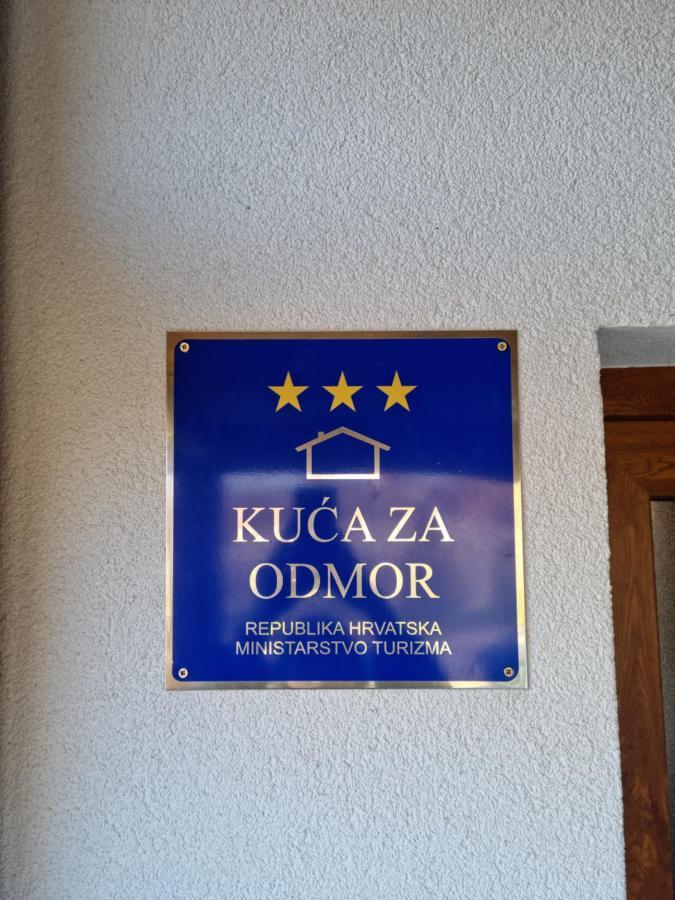 KUĆA ZA
ODMOR
REPUBLIKA HRVATSKA
MINISTARSTVO TURIZMA